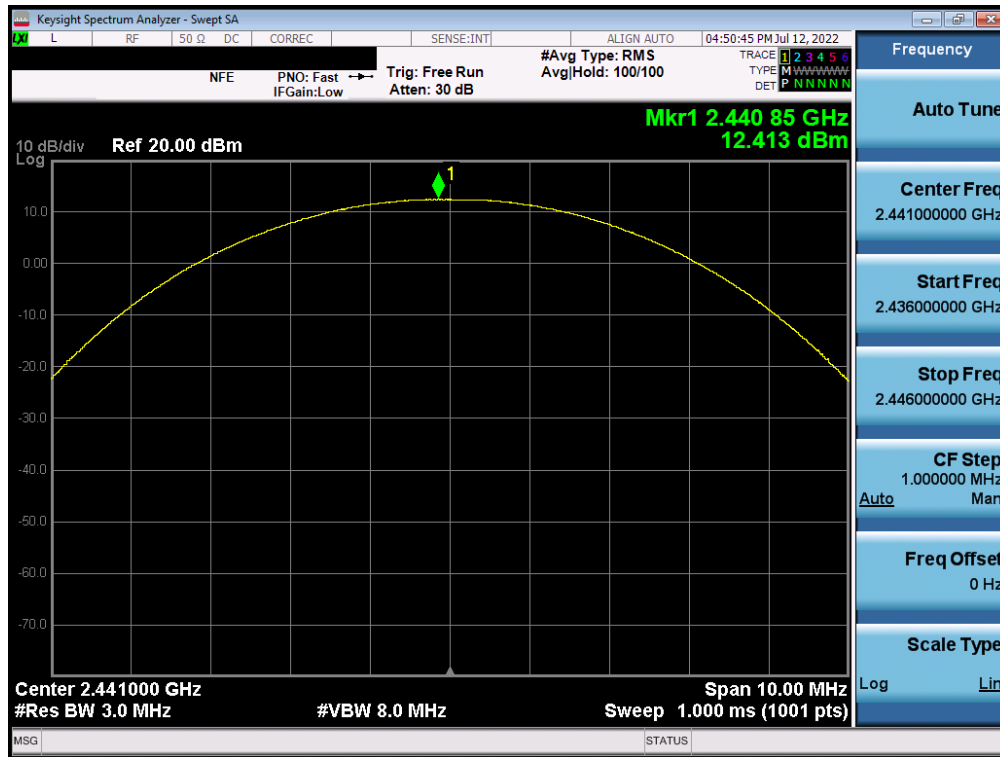 Keysight Spectrum Analyzer - Swept SA
LXI L RF 50 Ω DC CORREC SENSE:INT ALIGN AUTO 04:50:45 PM Jul 12, 2022
NFE
PNO: Fast
IFGain:Low
Trig: Free Run
Atten: 30 dB
#Avg Type: RMS
Avg|Hold: 100/100
TRACE 1 2 3 4 5 6
TYPE M WWWWW
DET P N N N N N
Mkr1 2.440 85 GHz
12.413 dBm
10 dB/div
Log
Ref 20.00 dBm
1
10.0
0.00
-10.0
-20.0
-30.0
-40.0
-50.0
-60.0
-70.0
Center 2.441000 GHz
Span 10.00 MHz
#Res BW 3.0 MHz
#VBW 8.0 MHz
Sweep 1.000 ms (1001 pts)
MSG
STATUS
Frequency
Auto Tune
Center Freq
2.441000000 GHz
Start Freq
2.436000000 GHz
Stop Freq
2.446000000 GHz
CF Step
1.000000 MHz
Auto Man
Freq Offset
0 Hz
Scale Type
Log Lin